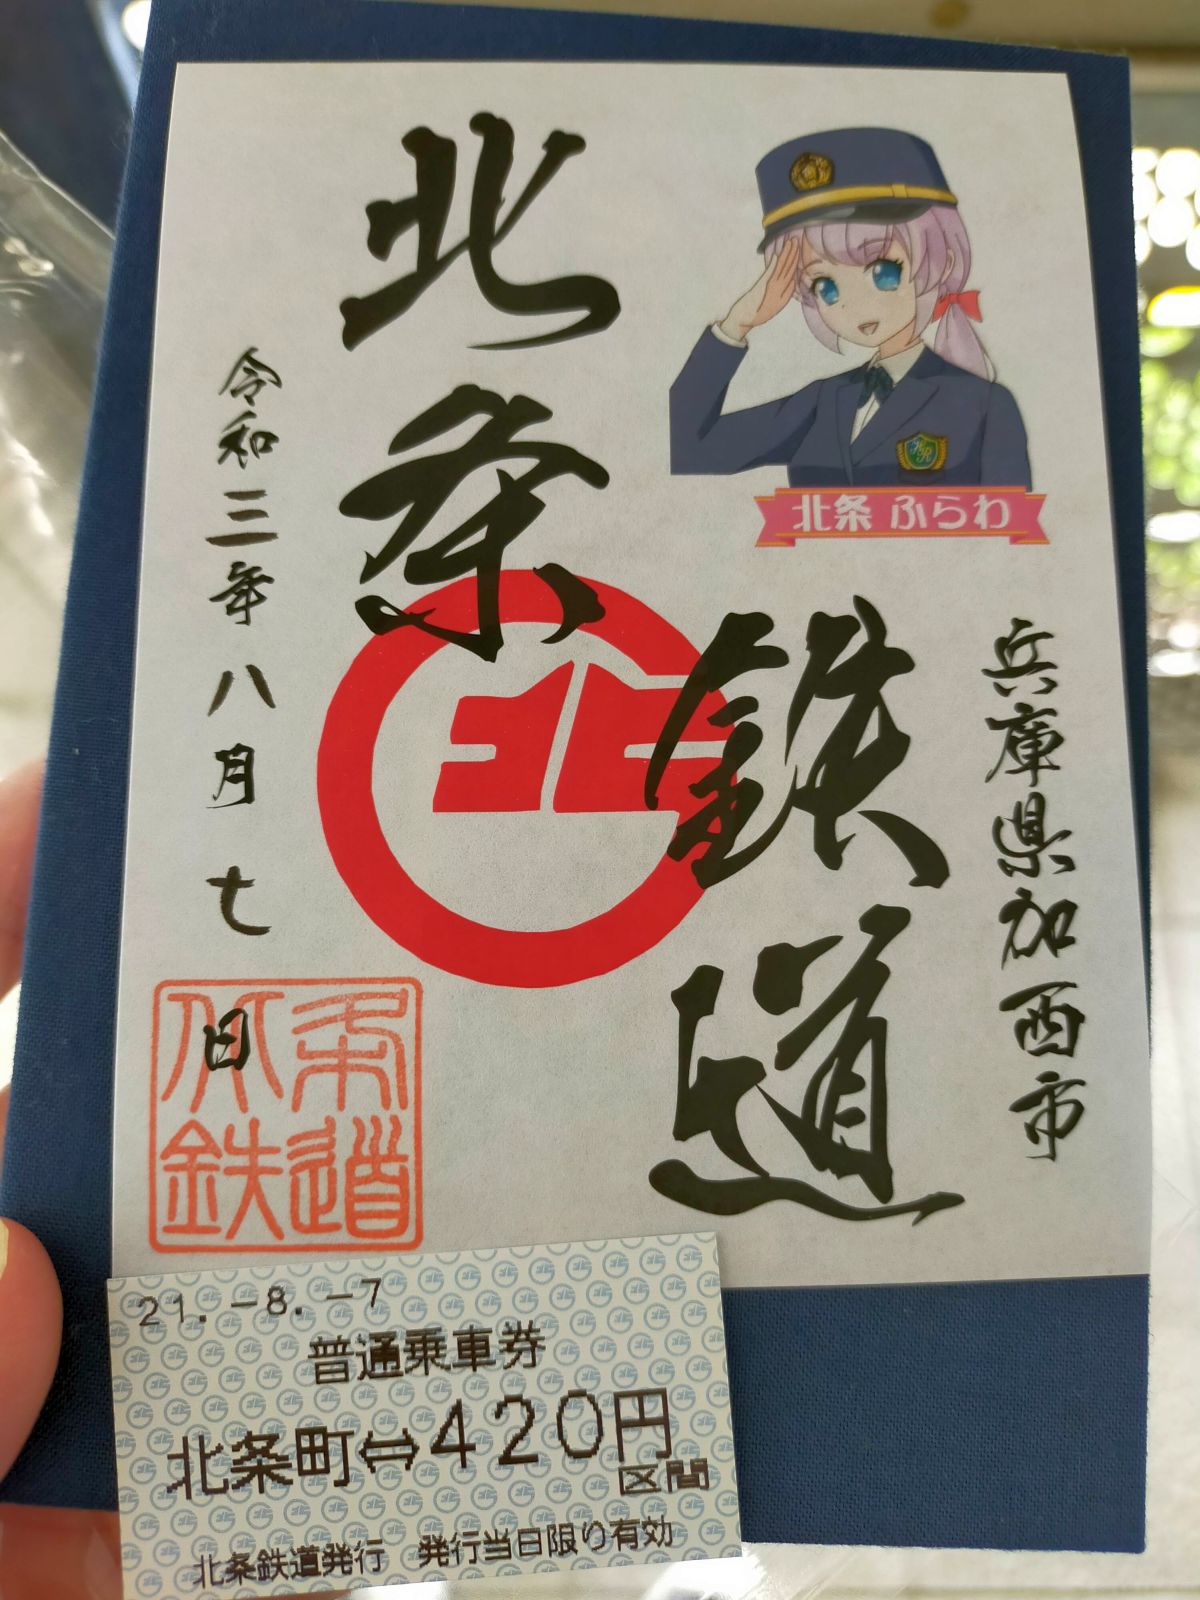 北条ふらわ
兵庫県加西市
北条
鉄道
令和三年八月七日
北条
鉄道
21.-8.-7
普通乗車券
北条町⇔420円
区間
北条鉄道発行 発行当日限り有効